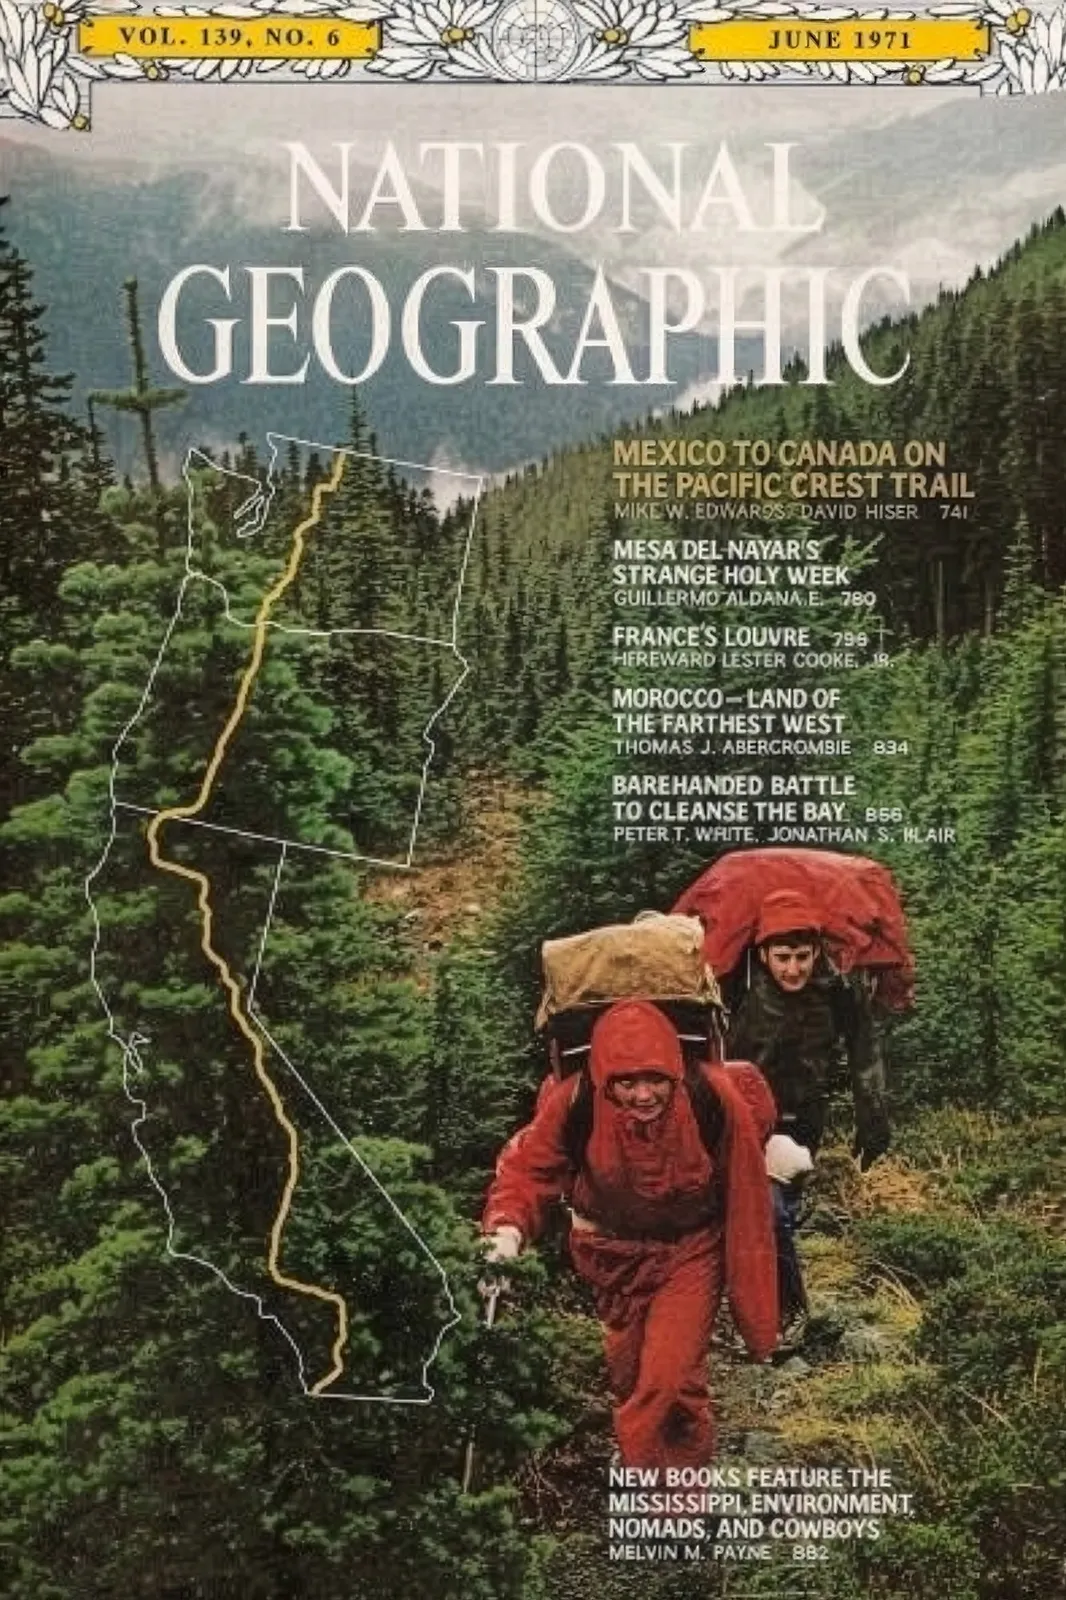 VOL. 139, NO. 6
JUNE 1971
NATIONAL
GEOGRAPHIC
MEXICO TO CANADA ON
THE PACIFIC CREST TRAIL
MIKE W. EDWARDS, DAVID HISER 741
MESA DEL NAYAR'S
STRANGE HOLY WEEK
GUILLERMO ALDANA E. 780
FRANCE'S LOUVRE
HEREWARD LESTER COOKE, JR.
MOROCCO—LAND OF
THE FARTHEST WEST
THOMAS J. ABERCROMBIE 834
BAREHANDED BATTLE
TO CLEANSE THE BAY
PETER T. WHITE, JONATHAN S. BLAIR
NEW BOOKS FEATURE THE
MISSISSIPPI, ENVIRONMENT,
NOMADS, AND COWBOYS
MELVIN M. PAYNE 882